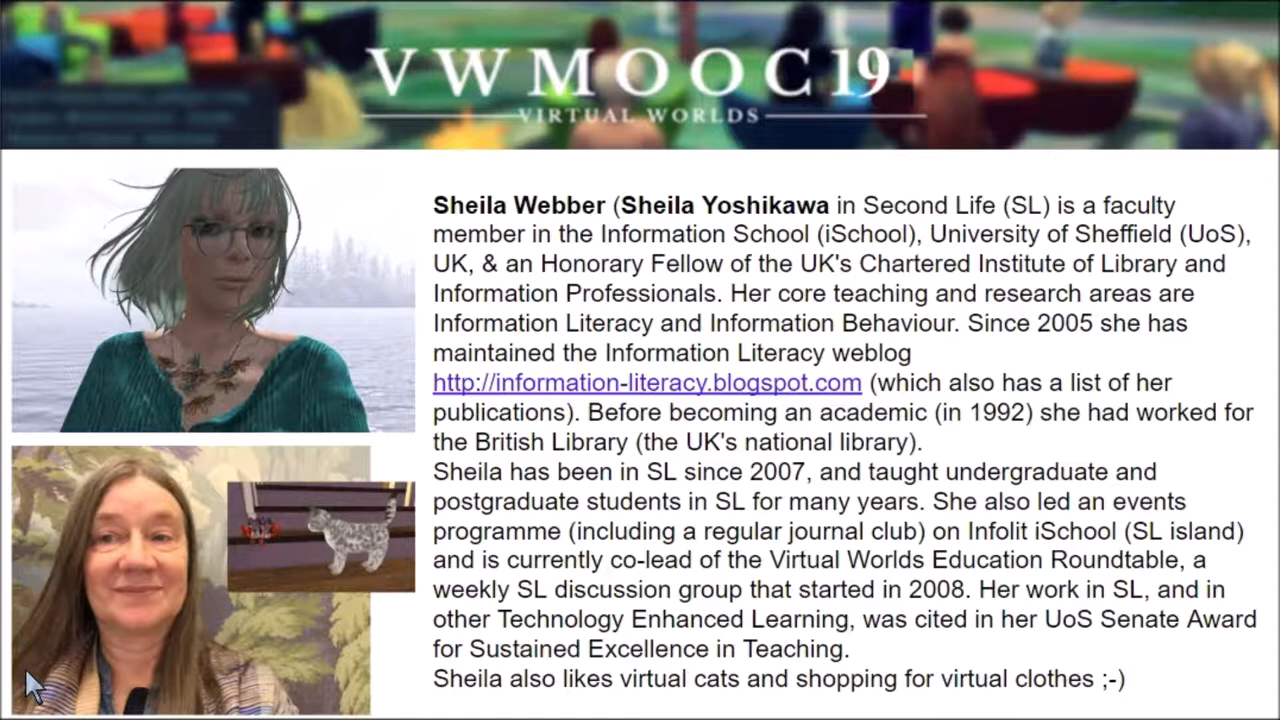 VWMOOC19
VIRTUAL WORLDS
Sheila Webber (Sheila Yoshikawa in Second Life (SL) is a faculty
member in the Information School (iSchool), University of Sheffield (UoS),
UK, & an Honorary Fellow of the UK's Chartered Institute of Library and
Information Professionals. Her core teaching and research areas are
Information Literacy and Information Behaviour. Since 2005 she has
maintained the Information Literacy weblog
http://information-literacy.blogspot.com (which also has a list of her
publications). Before becoming an academic (in 1992) she had worked for
the British Library (the UK's national library).
Sheila has been in SL since 2007, and taught undergraduate and
postgraduate students in SL for many years. She also led an events
programme (including a regular journal club) on Infolit iSchool (SL island)
and is currently co-lead of the Virtual Worlds Education Roundtable, a
weekly SL discussion group that started in 2008. Her work in SL, and in
other Technology Enhanced Learning, was cited in her UoS Senate Award
for Sustained Excellence in Teaching.
Sheila also likes virtual cats and shopping for virtual clothes ;-)